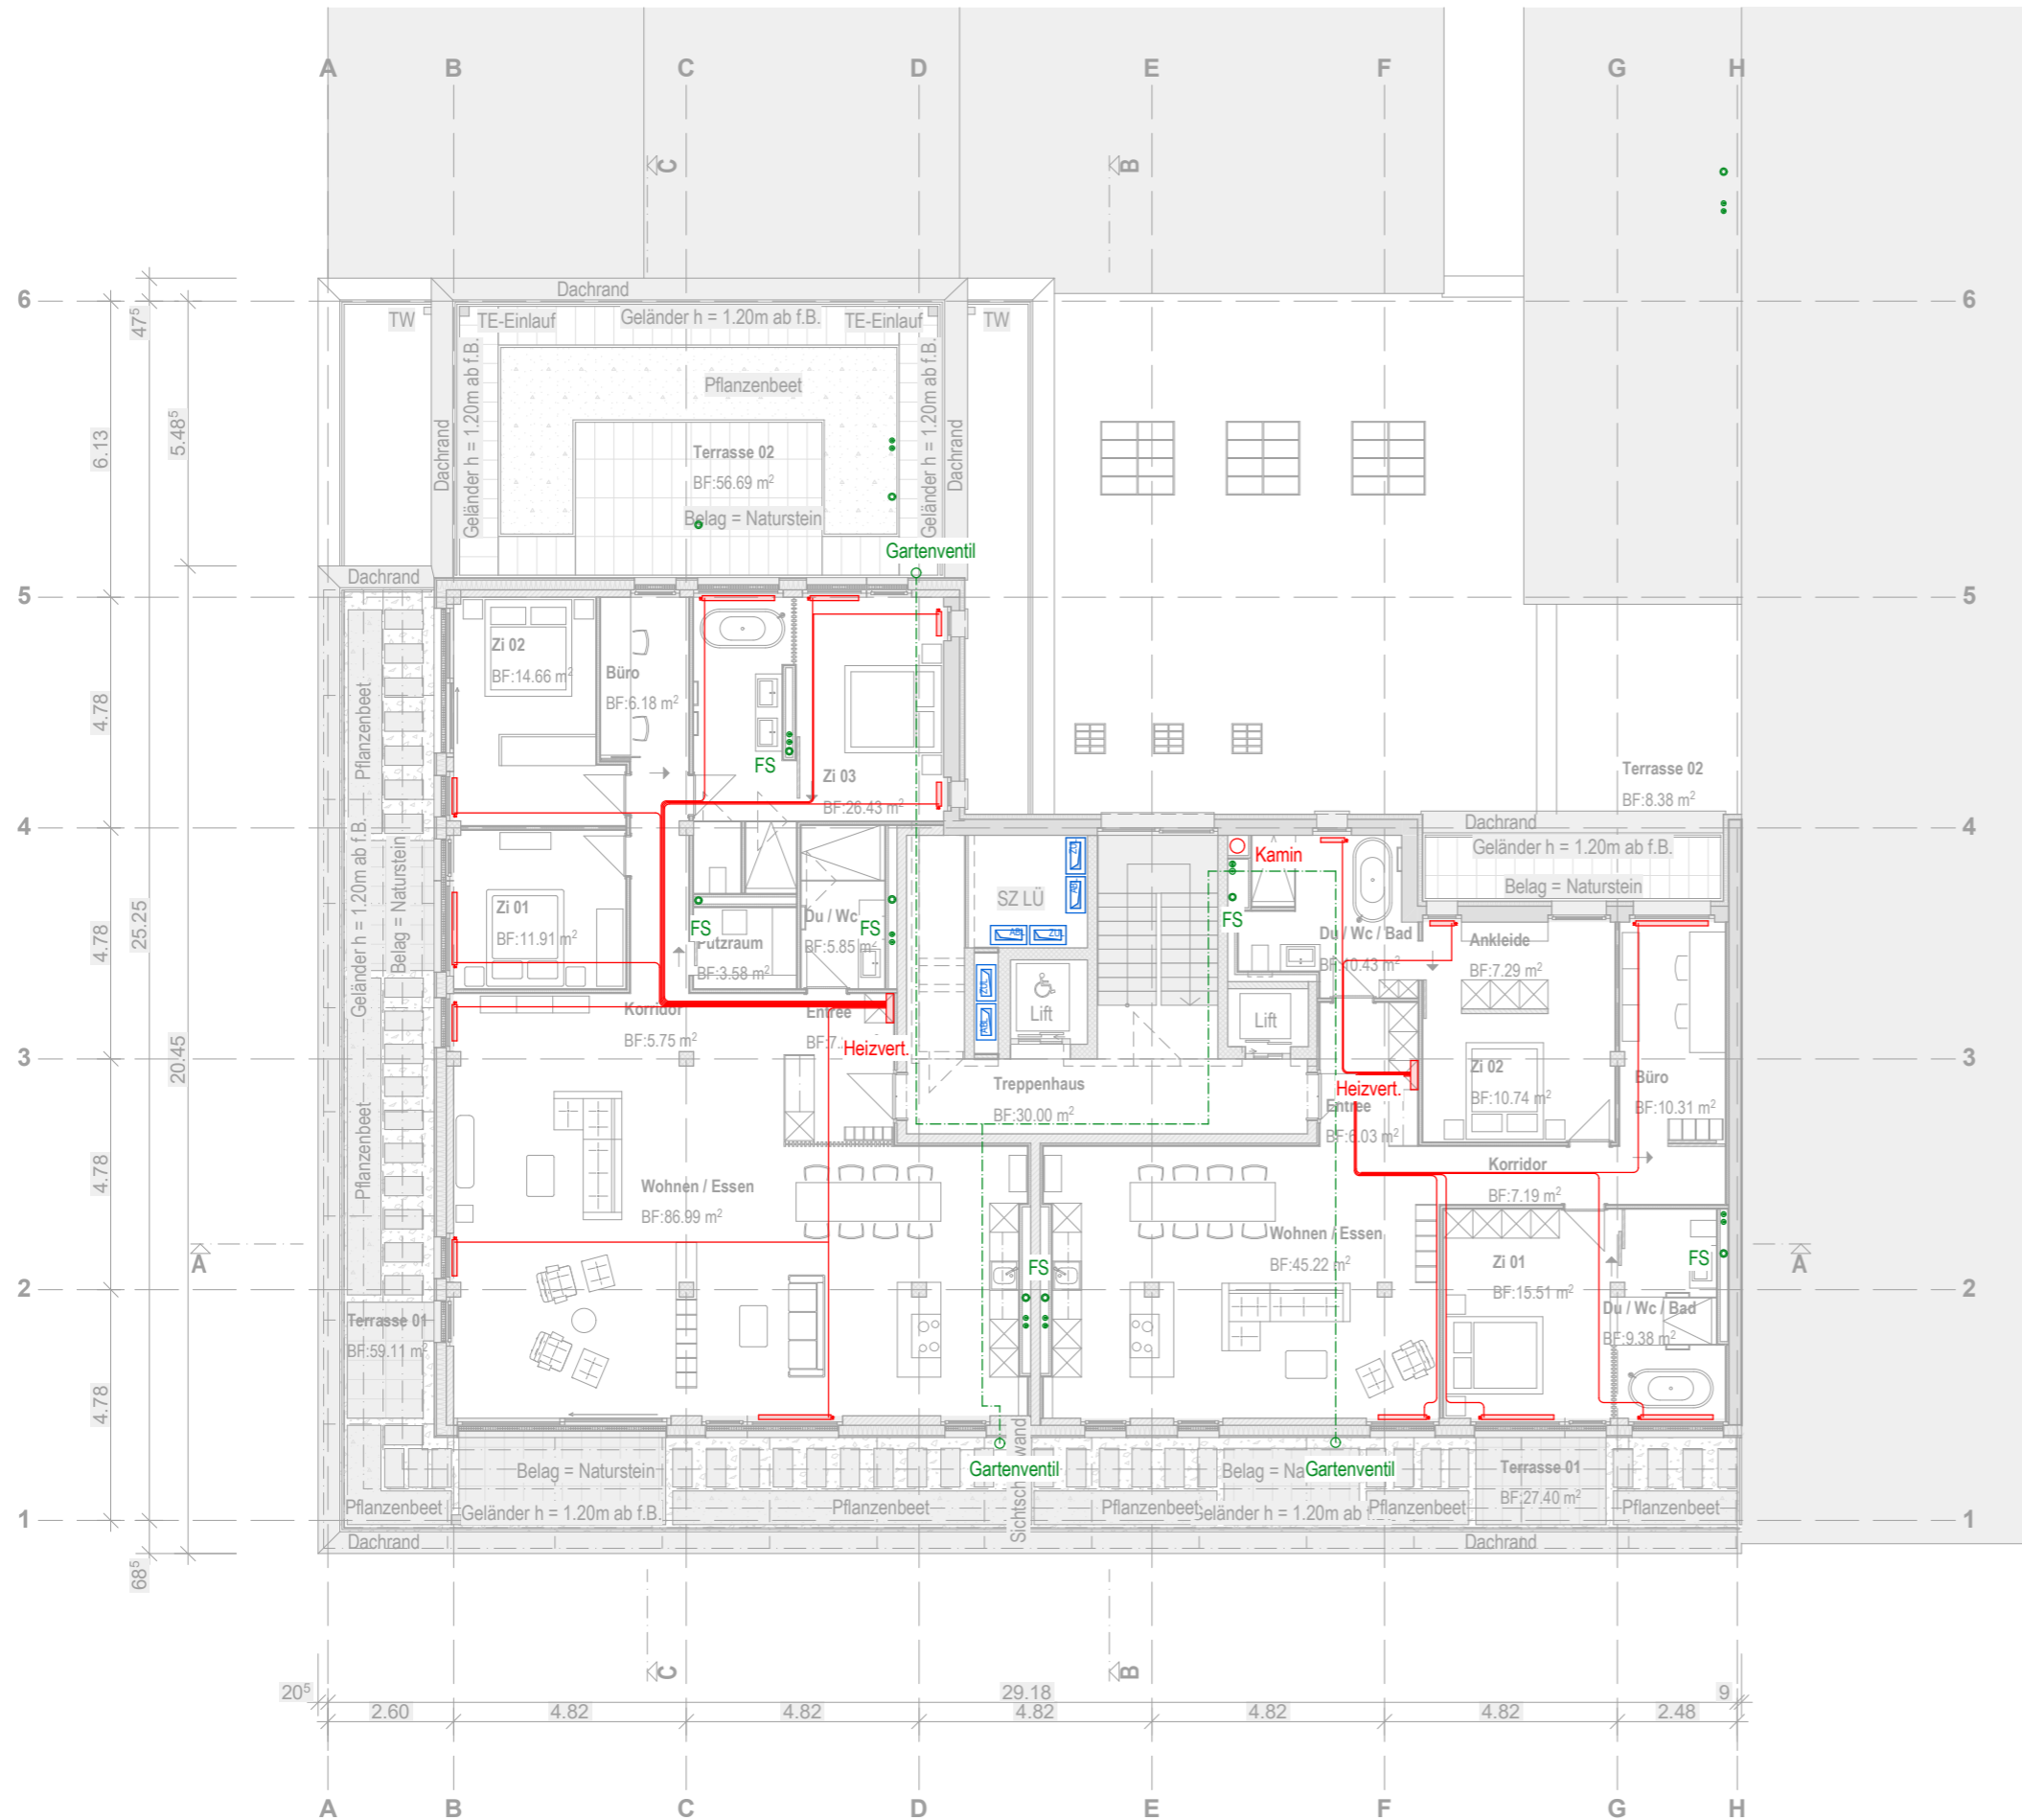 A B C D E F G H
C B
6 6
47⁵
Dachrand
TW TE-Einlauf Geländer h = 1.20m ab f.B. TE-Einlauf TW
Geländer h = 1.20m ab f.B.
Geländer h = 1.20m ab f.B.
Pflanzenbeet
Dachrand
Dachrand
6.13
5.48⁵
Terrasse 02
BF:56.69 m²
Belag = Naturstein
Gartenventil
Dachrand
5 5
Zi 02
BF:14.66 m²
Büro
BF:6.18 m²
FS
Zi 03
BF:26.43 m²
Terrasse 02
BF:8.38 m²
4.78
Pflanzenbeet
4 4
Dachrand
Geländer h = 1.20m ab f.B.
Belag = Naturstein
Kamin
SZ LÜ
ZUL
ABL
ABL ZUL
ZUL
ABL
Geländer h = 1.20m ab f.B.
Belag = Naturstein
Zi 01
BF:11.91 m²
FS
Putzraum
BF:3.58 m²
Du / Wc
FS
BF:5.85 m²
FS
Du / Wc / Bad
BF:10.43 m²
Ankleide
BF:7.29 m²
4.78
25.25
20.45
Korridor
BF:5.75 m²
Entree
BF:7.
Heizvert.
Lift
Lift
3 3
Treppenhaus
BF:30.00 m²
Heizvert.
Entree
BF:6.03 m²
Zi 02
BF:10.74 m²
Büro
BF:10.31 m²
Korridor
BF:7.19 m²
4.78
Pflanzenbeet
Wohnen / Essen
BF:86.99 m²
Wohnen / Essen
BF:45.22 m²
FS
Zi 01
BF:15.51 m²
FS
Du / Wc / Bad
BF:9.38 m²
A A
2 2
Terrasse 01
BF:59.11 m²
4.78
Belag = Naturstein
Geländer h = 1.20m ab f.B.
Gartenventil
Gartenventil
Belag = Na
Terrasse 01
BF:27.40 m²
Pflanzenbeet Pflanzenbeet Pflanzenbeet Pflanzenbeet Pflanzenbeet
eländer h = 1.20m ab f
1 1
Dachrand Dachrand
68⁵
C B
20⁵ 29.18 9
2.60 4.82 4.82 4.82 4.82 4.82 2.48
A B C D E F G H